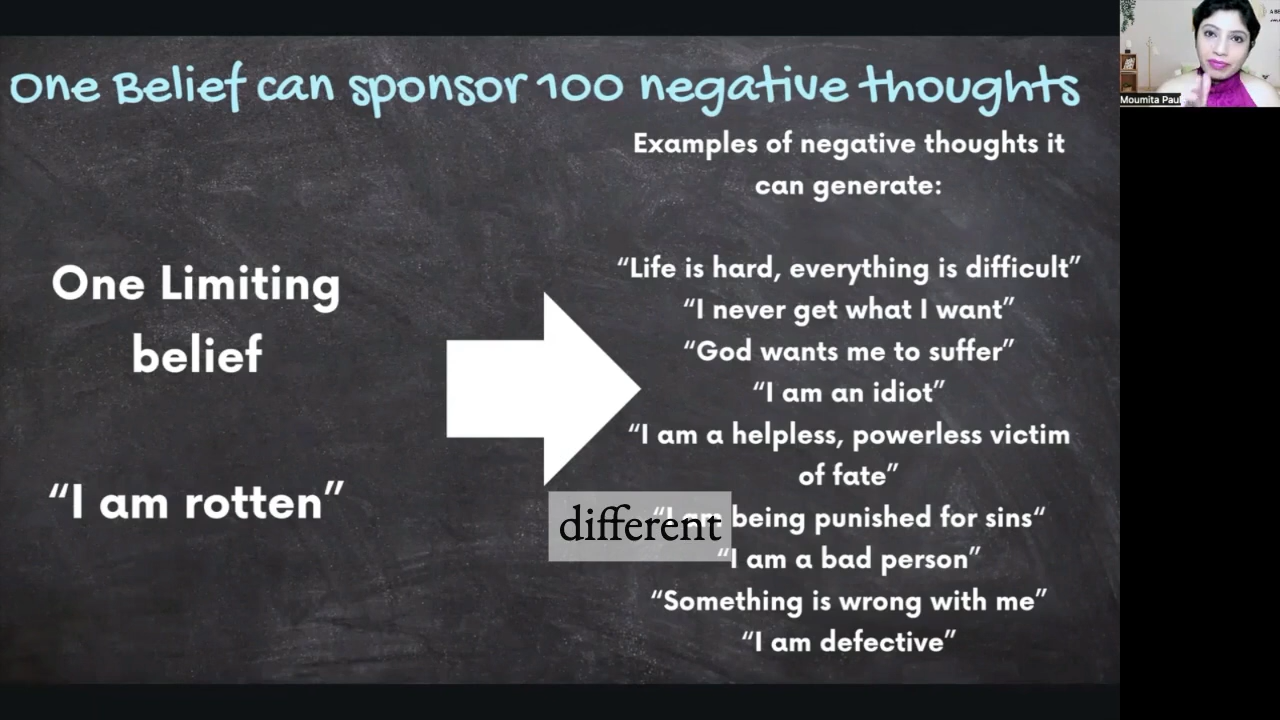 One Belief can sponsor 100 negative thoughts
Examples of negative thoughts it
can generate:
One Limiting
belief
"I am rotten"
“Life is hard, everything is difficult”
“I never get what I want”
“God wants me to suffer”
“I am an idiot”
“I am a helpless, powerless victim
of fate”
“I am being punished for sins“
“I am a bad person”
“Something is wrong with me”
“I am defective”
different
Moumita Paul